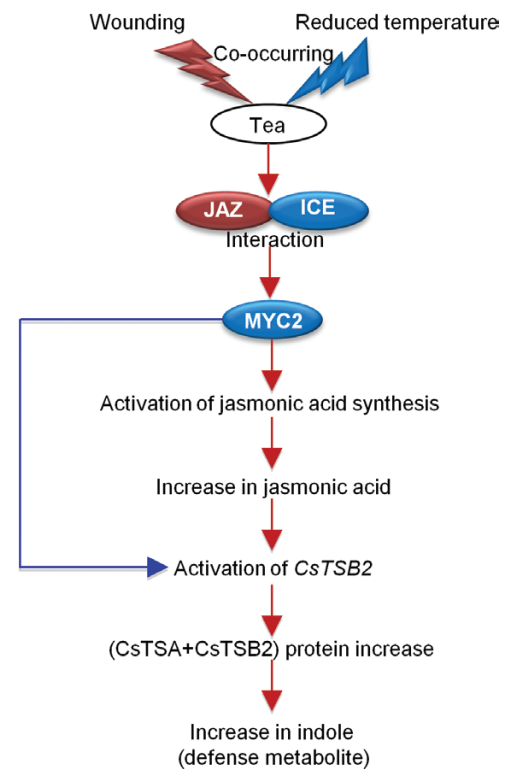 Wounding
Reduced temperature
Co-occurring
Tea
JAZ
ICE
Interaction
MYC2
Activation of jasmonic acid synthesis
Increase in jasmonic acid
Activation of CsTSB2
(CsTSA+CsTSB2) protein increase
Increase in indole
(defense metabolite)